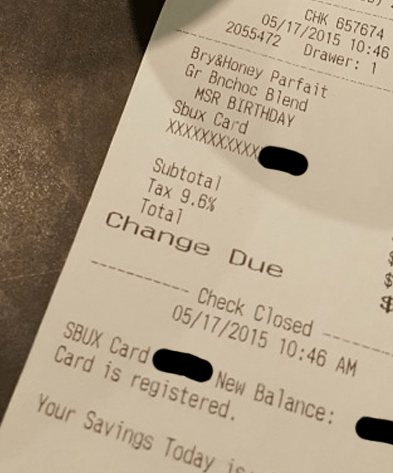 CHK 657674
05/17/2015 10:46
2055472 Drawer: 1
Bry&Honey Parfait
Gr Bnchoc Blend
MSR BIRTHDAY
Sbux Card
XXXXXXXXXXX
Subtotal
Tax 9.6%
Total
Change Due
$
$
$
Check Closed
05/17/2015 10:46 AM
SBUX Card New Balance:
Card is registered.
Your Savings Today is